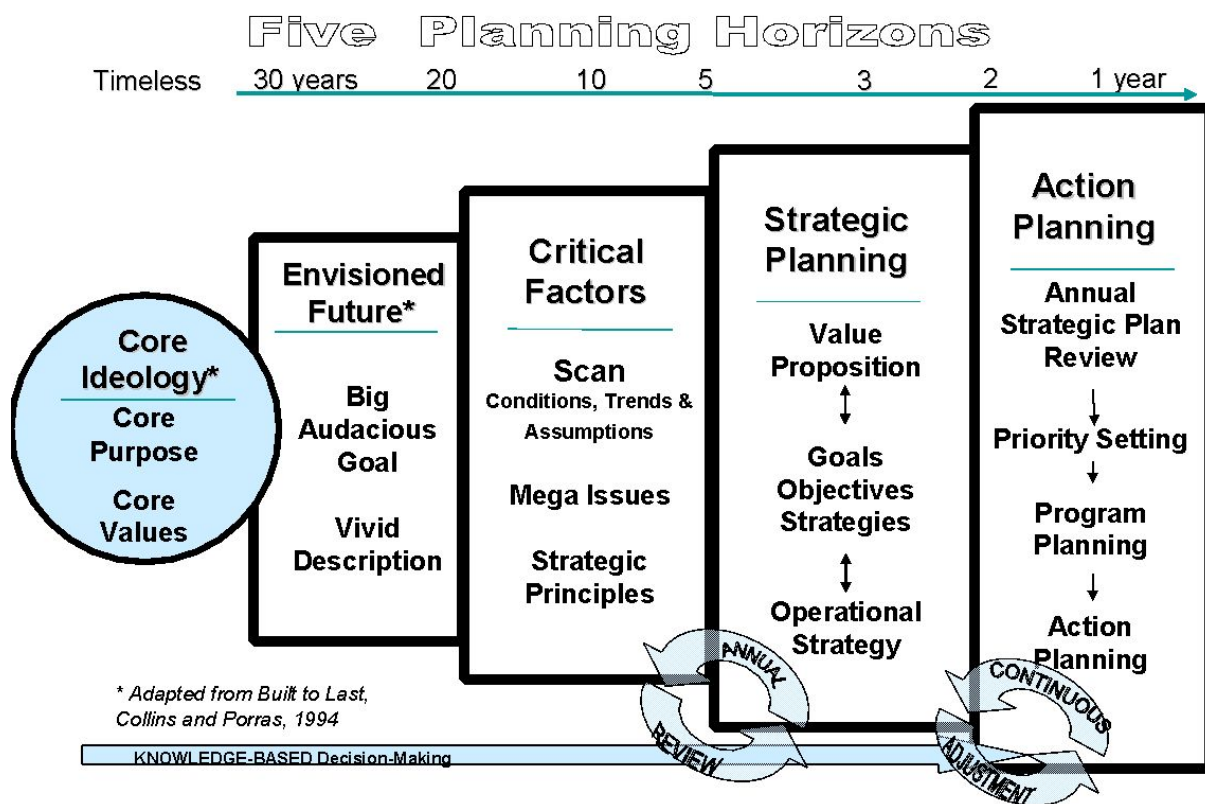 Five Planning Horizons
Timeless 30 years 20 10 5 3 2 1 year
Core
Ideology*
Core
Purpose
Core
Values
Envisioned
Future*
Big
Audacious
Goal
Vivid
Description
Critical
Factors
Scan
Conditions, Trends &
Assumptions
Mega Issues
Strategic
Principles
Strategic
Planning
Value
Proposition
Goals
Objectives
Strategies
Operational
Strategy
Action
Planning
Annual
Strategic Plan
Review
Priority Setting
Program
Planning
Action
Planning
ANNUAL
REVIEW
CONTINUOUS
ADJUSTMENT
* Adapted from Built to Last,
Collins and Porras, 1994
KNOWLEDGE-BASED Decision-Making